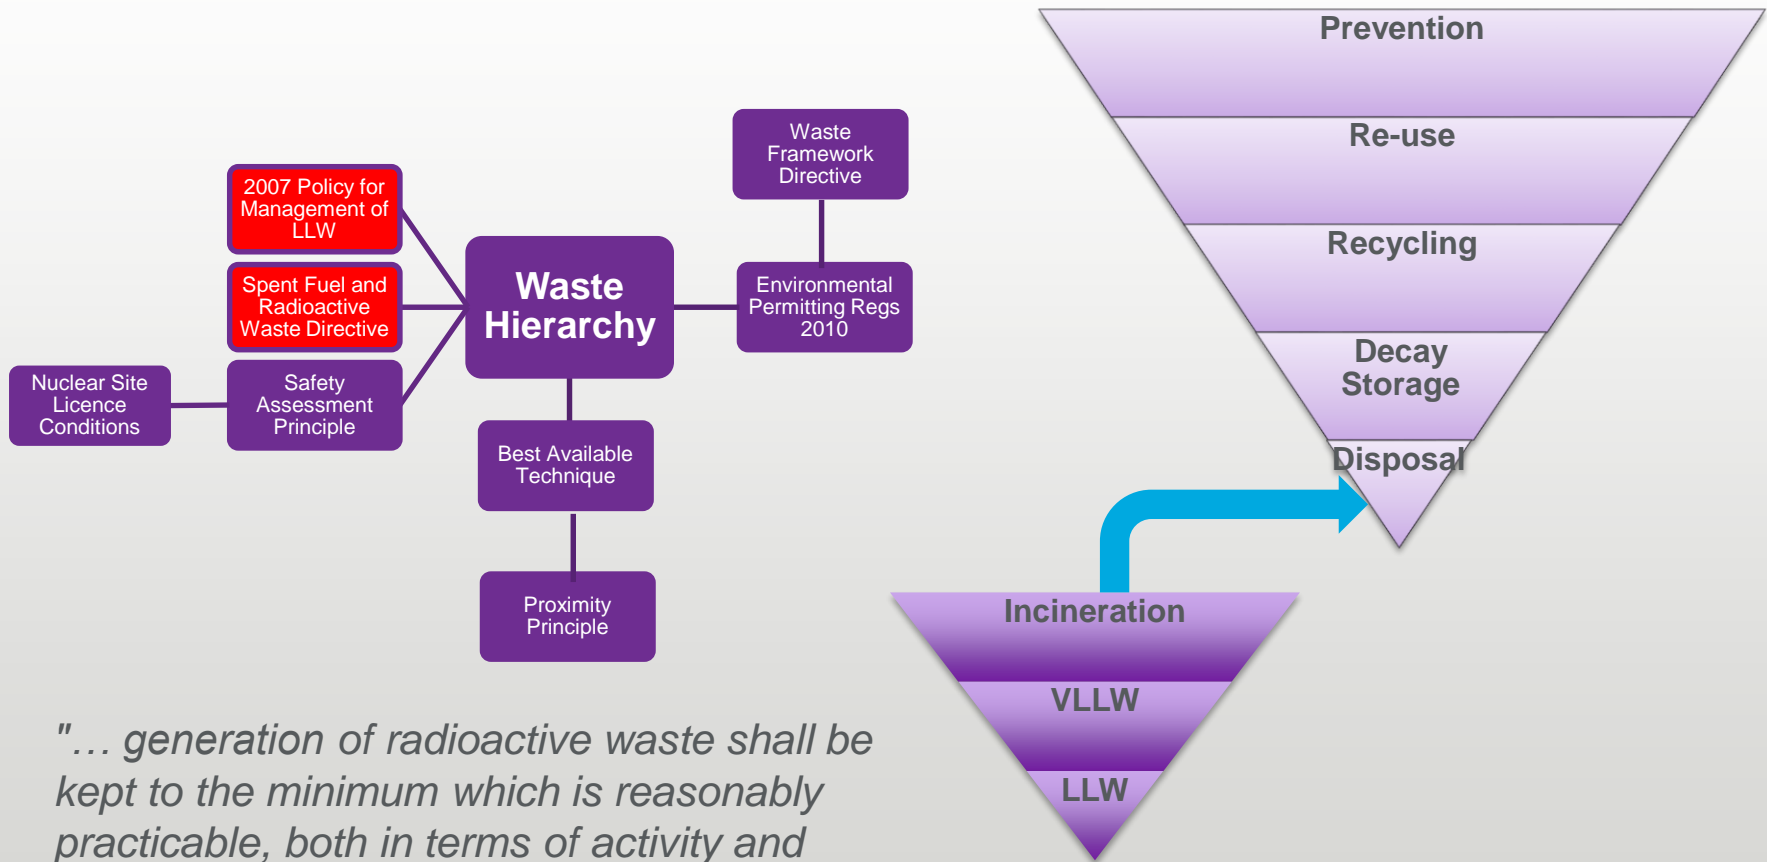 Waste
Framework
Directive
2007 Policy for
Management of
LLW
Spent Fuel and
Radioactive
Waste Directive
Waste
Hierarchy
Environmental
Permitting Regs
2010
Nuclear Site
Licence
Conditions
Safety
Assessment
Principle
Best Available
Technique
Proximity
Principle
"… generation of radioactive waste shall be
kept to the minimum which is reasonably
practicable, both in terms of activity and
Prevention
Re-use
Recycling
Decay
Storage
Disposal
Incineration
VLLW
LLW